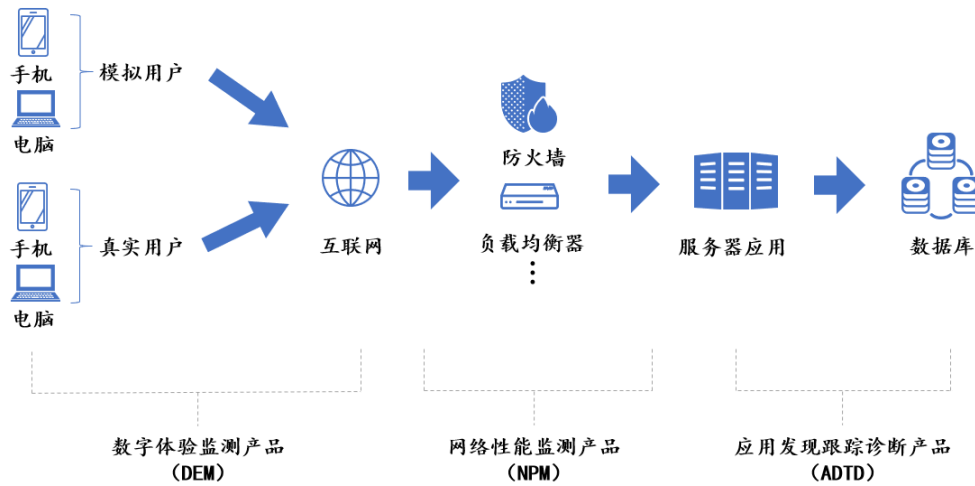 手机
模拟用户
电脑
手机
真实用户
电脑
互联网
防火墙
负载均衡器
服务器应用
数据库
数字体验监测产品
（DEM）
网络性能监测产品
（NPM）
应用发现跟踪诊断产品
（ADTD）